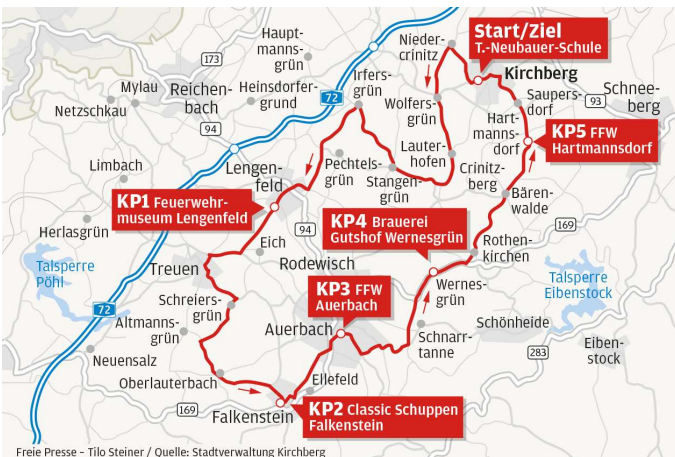 Start/Ziel
T.-Neubauer-Schule
Haupt-
manns-
grün
Nieder-
crinitz
Kirchberg
173
Mylau
Reichen-
bach
Heinsdorfer-
grund
Irfers-
grün
72
Wolfers-
grün
Saupers-
dorf
93
Schnee-
berg
Netzschkau
94
Hart-
manns-
dorf
KP5 FFW
Hartmannsdorf
Limbach
Lengen-
feld
Pechtels-
grün
Lauter-
hofen
Crinitz-
berg
Stangen-
grün
KP1 Feuerwehr-
museum Lengenfeld
Bären-
walde
Herlasgrün
94
KP4 Brauerei
Gutshof Wernesgrün
169
Eich
Rothen-
kirchen
Talsperre
Pöhl
Treuen
Rodewisch
Wernes-
grün
Talsperre
Eibenstock
KP3 FFW
Auerbach
72
Schreiers-
grün
Altmanns-
grün
Auerbach
Schnarr-
tanne
Schönheide
Eiben-
stock
Neuensalz
283
Oberlauterbach
Ellefeld
169
Falkenstein
KP2 Classic Schuppen
Falkenstein
Freie Presse – Tilo Steiner / Quelle: Stadtverwaltung Kirchberg